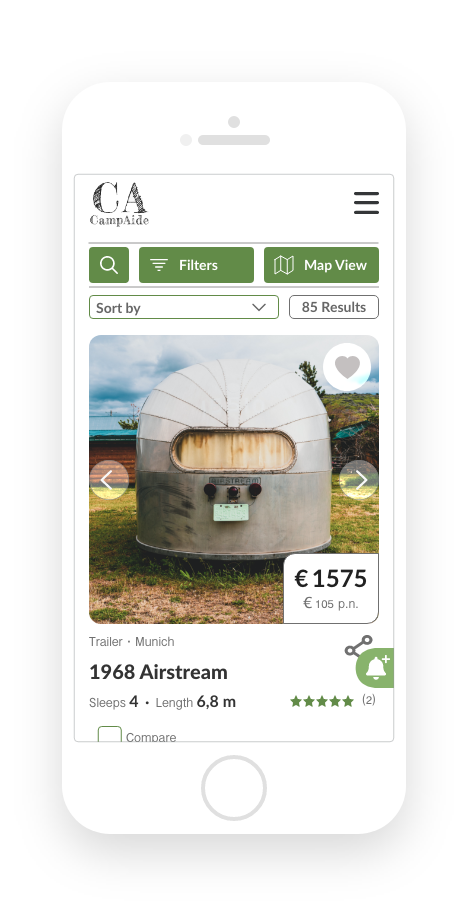 CA
CampAide
Filters
Map View
Sort by
85 Results
AIRSTREAM
€ 1575
€ 105 p.n.
Trailer · Munich
1968 Airstream
Sleeps 4 · Length 6,8 m
(2)
Compare